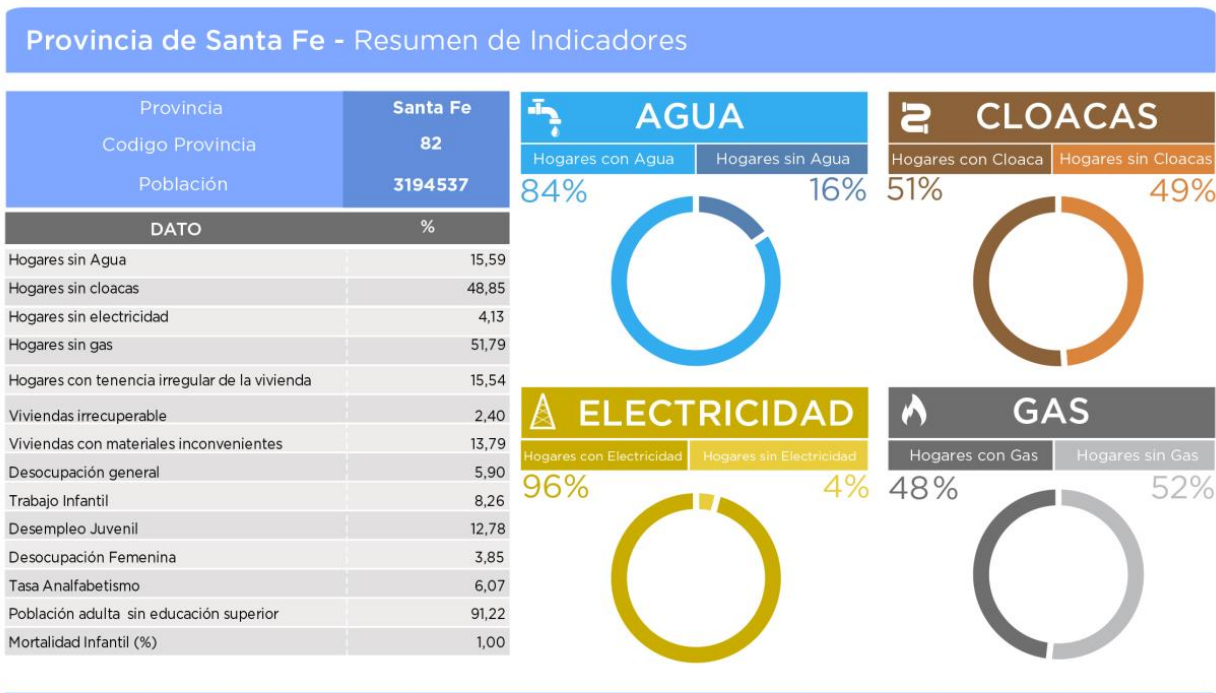 Provincia de Santa Fe - Resumen de Indicadores
Provincia Santa Fe
Codigo Provincia 82
Población 3194537
DATO %
Hogares sin Agua 15,59
Hogares sin cloacas 48,85
Hogares sin electricidad 4,13
Hogares sin gas 51,79
Hogares con tenencia irregular de la vivienda 15,54
Viviendas irrecuperable 2,40
Viviendas con materiales inconvenientes 13,79
Desocupación general 5,90
Trabajo Infantil 8,26
Desempleo Juvenil 12,78
Desocupación Femenina 3,85
Tasa Analfabetismo 6,07
Población adulta sin educación superior 91,22
Mortalidad Infantil (%) 1,00
AGUA
Hogares con Agua Hogares sin Agua
84% 16%
CLOACAS
Hogares con Cloaca Hogares sin Cloacas
51% 49%
ELECTRICIDAD
Hogares con Electricidad Hogares sin Electricidad
96% 4%
GAS
Hogares con Gas Hogares sin Gas
48% 52%